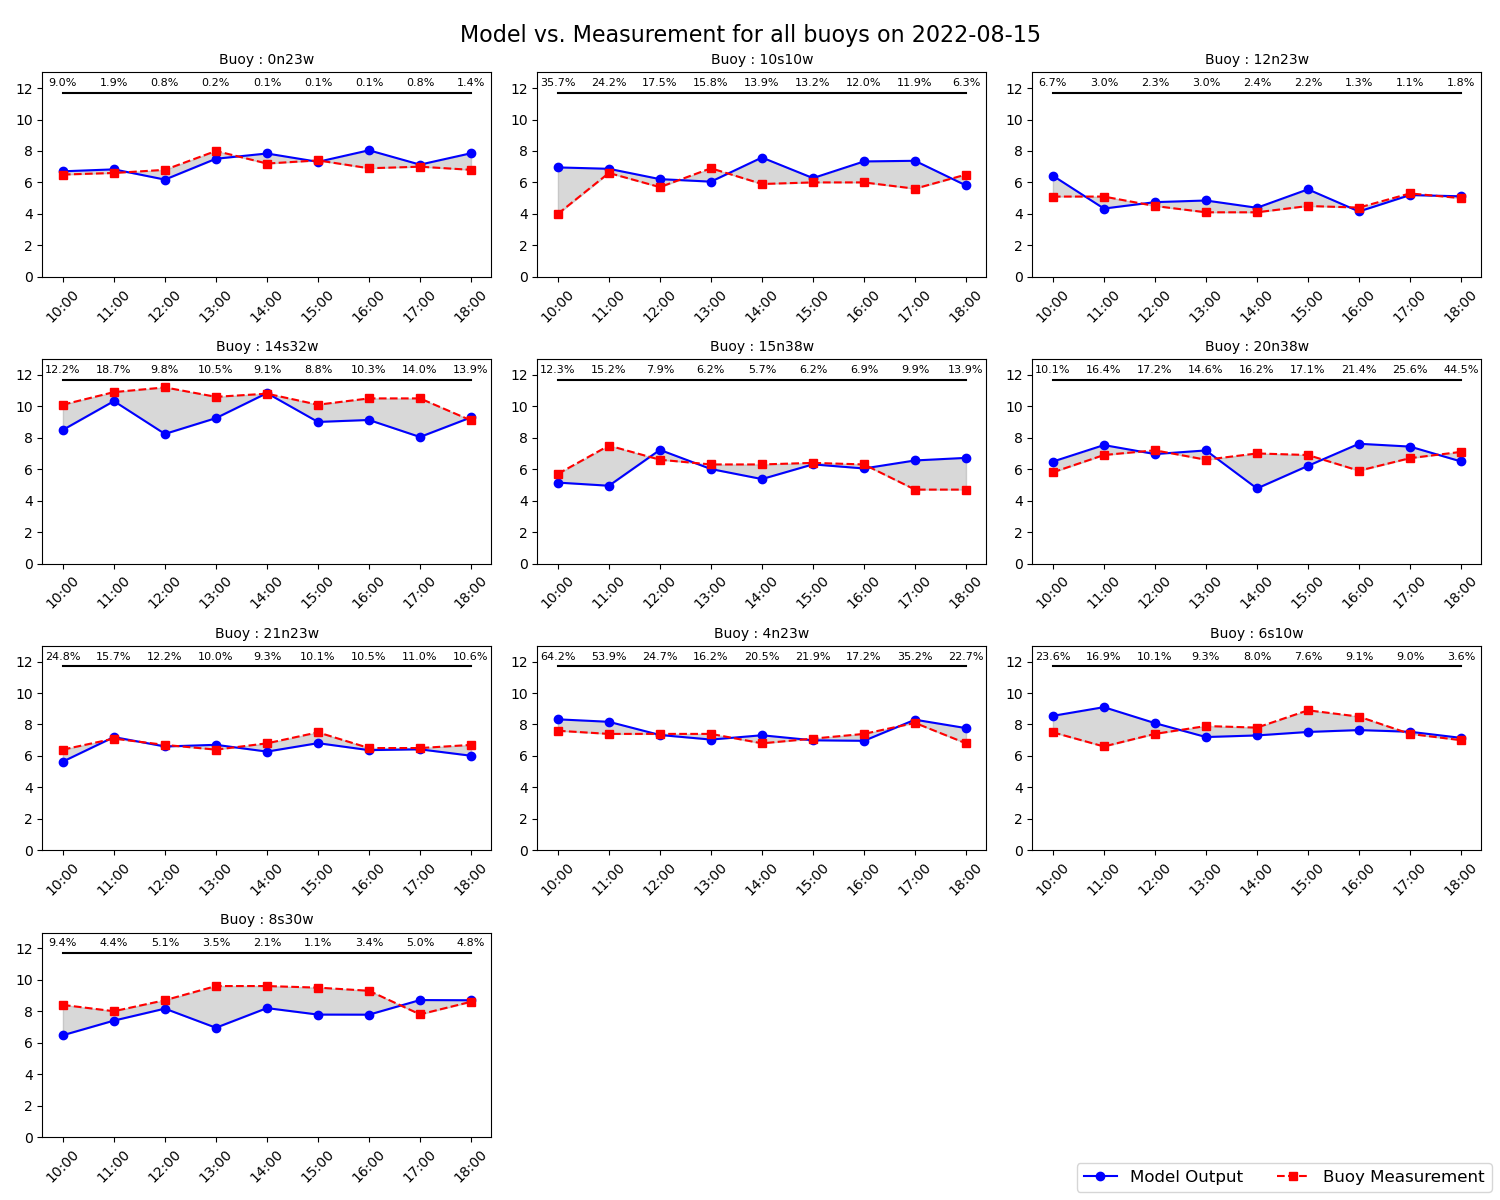 Model vs. Measurement for all buoys on 2022-08-15
Buoy : 0n23w
9.0% 1.9% 0.8% 0.2% 0.1% 0.1% 0.1% 0.8% 1.4%
12
10
8
6
4
2
0
10:00 11:00 12:00 13:00 14:00 15:00 16:00 17:00 18:00
Buoy : 10s10w
35.7% 24.2% 17.5% 15.8% 13.9% 13.2% 12.0% 11.9% 6.3%
12
10
8
6
4
2
0
10:00 11:00 12:00 13:00 14:00 15:00 16:00 17:00 18:00
Buoy : 12n23w
6.7% 3.0% 2.3% 3.0% 2.4% 2.2% 1.3% 1.1% 1.8%
12
10
8
6
4
2
0
10:00 11:00 12:00 13:00 14:00 15:00 16:00 17:00 18:00
Buoy : 14s32w
12.2% 18.7% 9.8% 10.5% 9.1% 8.8% 10.3% 14.0% 13.9%
12
10
8
6
4
2
0
10:00 11:00 12:00 13:00 14:00 15:00 16:00 17:00 18:00
Buoy : 15n38w
12.3% 15.2% 7.9% 6.2% 5.7% 6.2% 6.9% 9.9% 13.9%
12
10
8
6
4
2
0
10:00 11:00 12:00 13:00 14:00 15:00 16:00 17:00 18:00
Buoy : 20n38w
10.1% 16.4% 17.2% 14.6% 16.2% 17.1% 21.4% 25.6% 44.5%
12
10
8
6
4
2
0
10:00 11:00 12:00 13:00 14:00 15:00 16:00 17:00 18:00
Buoy : 21n23w
24.8% 15.7% 12.2% 10.0% 9.3% 10.1% 10.5% 11.0% 10.6%
12
10
8
6
4
2
0
10:00 11:00 12:00 13:00 14:00 15:00 16:00 17:00 18:00
Buoy : 4n23w
64.2% 53.9% 24.7% 16.2% 20.5% 21.9% 17.2% 35.2% 22.7%
12
10
8
6
4
2
0
10:00 11:00 12:00 13:00 14:00 15:00 16:00 17:00 18:00
Buoy : 6s10w
23.6% 16.9% 10.1% 9.3% 8.0% 7.6% 9.1% 9.0% 3.6%
12
10
8
6
4
2
0
10:00 11:00 12:00 13:00 14:00 15:00 16:00 17:00 18:00
Buoy : 8s30w
9.4% 4.4% 5.1% 3.5% 2.1% 1.1% 3.4% 5.0% 4.8%
12
10
8
6
4
2
0
10:00 11:00 12:00 13:00 14:00 15:00 16:00 17:00 18:00
Model Output Buoy Measurement